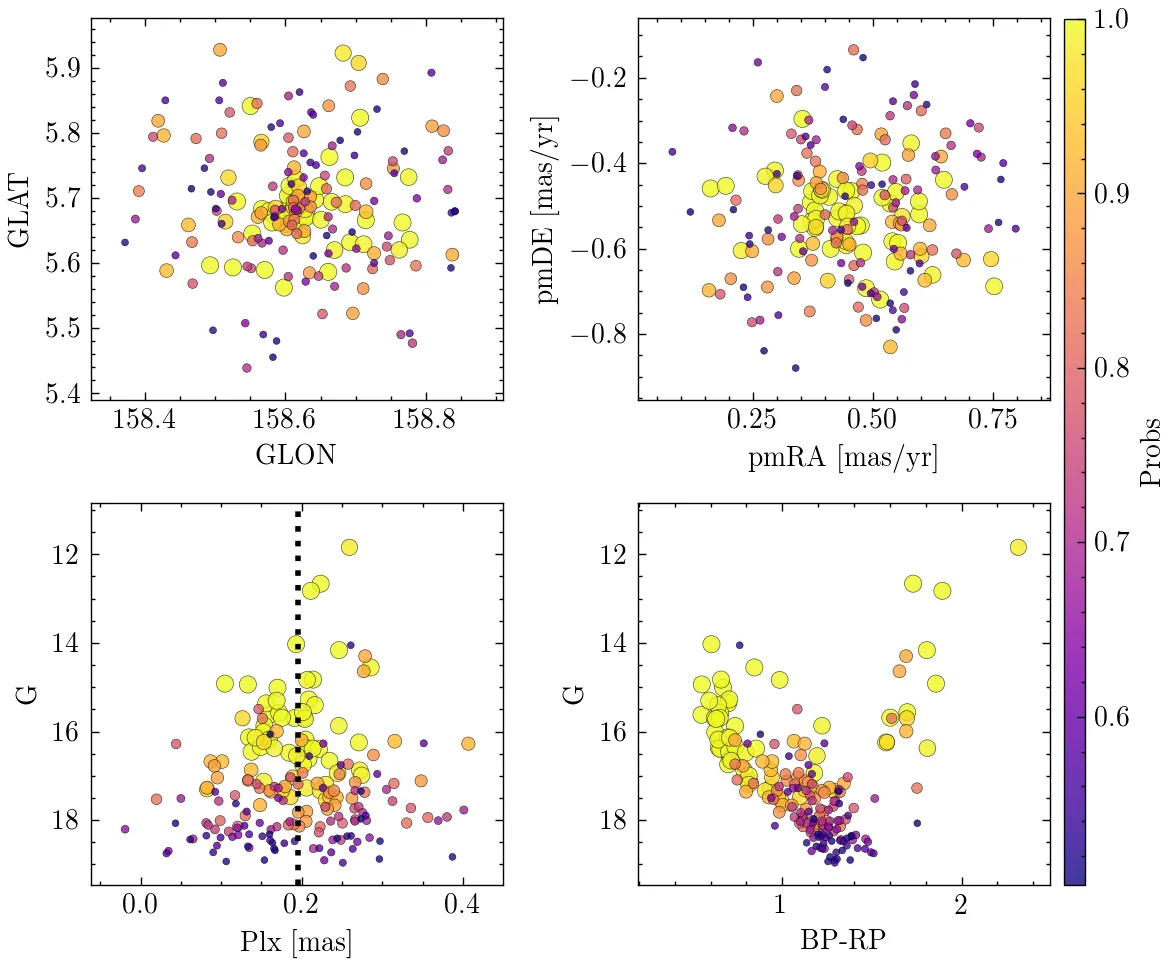 5.9
5.8
5.7
5.6
5.5
5.4
GLAT
158.4 158.6 158.8
GLON
−0.2
−0.4
−0.6
−0.8
pmDE [mas/yr]
0.25 0.50 0.75
pmRA [mas/yr]
1.0
0.9
0.8
0.7
0.6
Probs
12
14
16
18
G
0.0 0.2 0.4
Plx [mas]
12
14
16
18
G
1 2
BP-RP